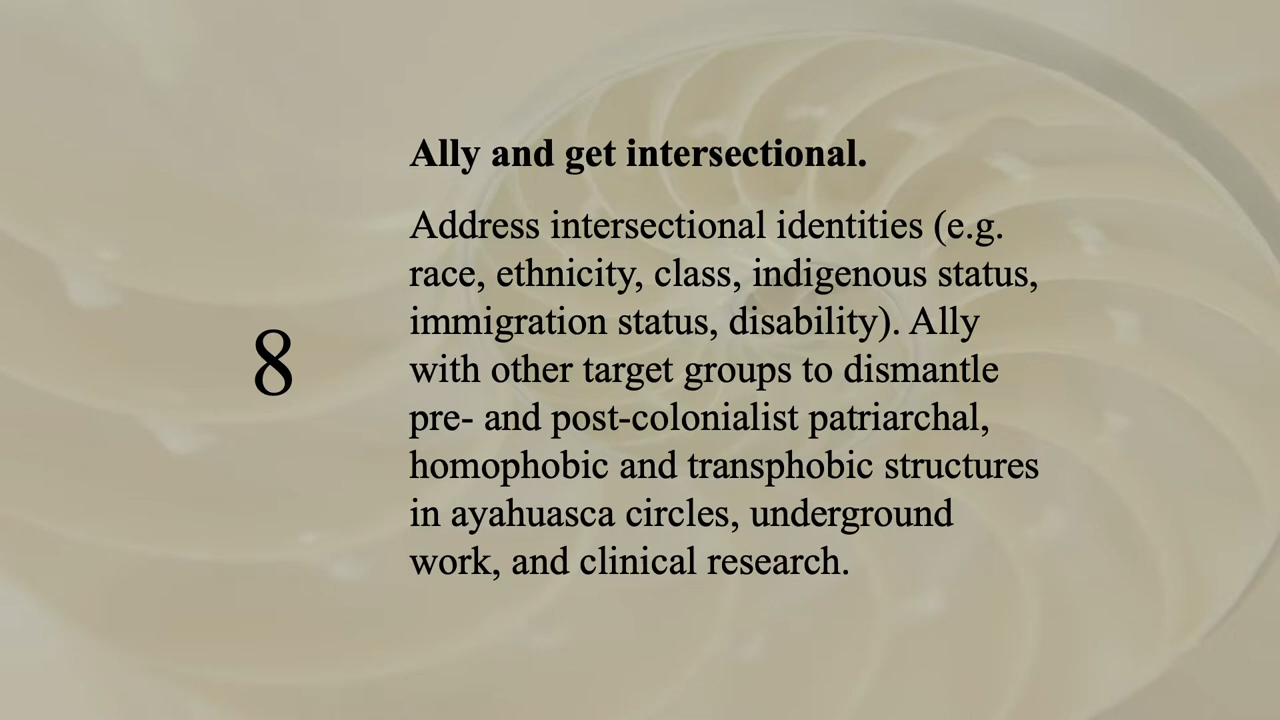 8
Ally and get intersectional.
Address intersectional identities (e.g.
race, ethnicity, class, indigenous status,
immigration status, disability). Ally
with other target groups to dismantle
pre- and post-colonialist patriarchal,
homophobic and transphobic structures
in ayahuasca circles, underground
work, and clinical research.